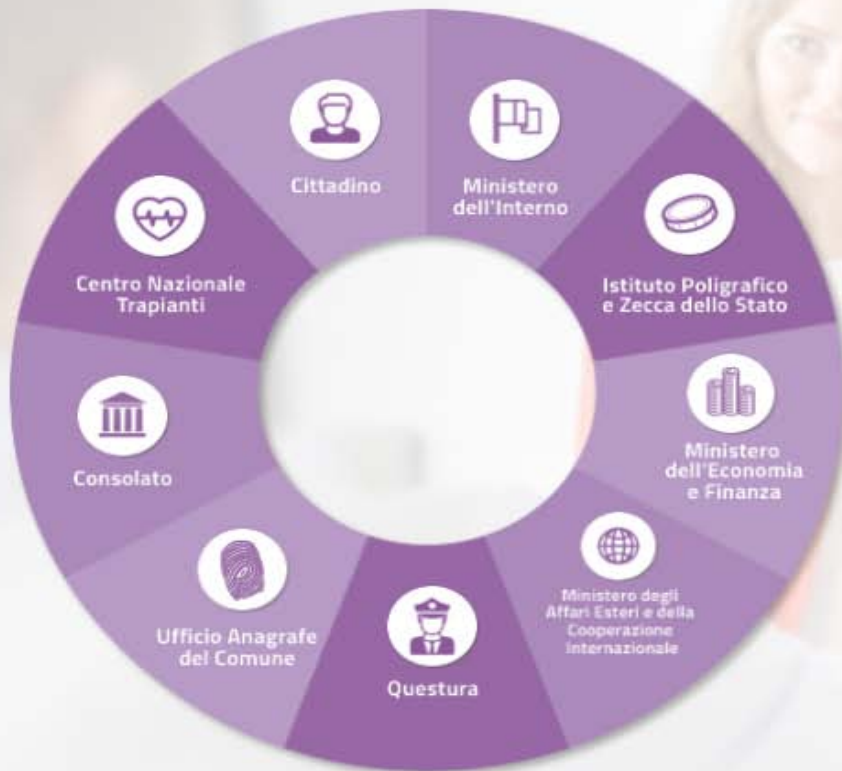 Cittadino
Ministero
dell'Interno
Istituto Poligrafico
e Zecca dello Stato
Ministero
dell'Economia
e Finanza
Ministero degli
Affari Esteri e della
Cooperazione
Internazionale
Questura
Ufficio Anagrafe
del Comune
Consolato
Centro Nazionale
Trapianti